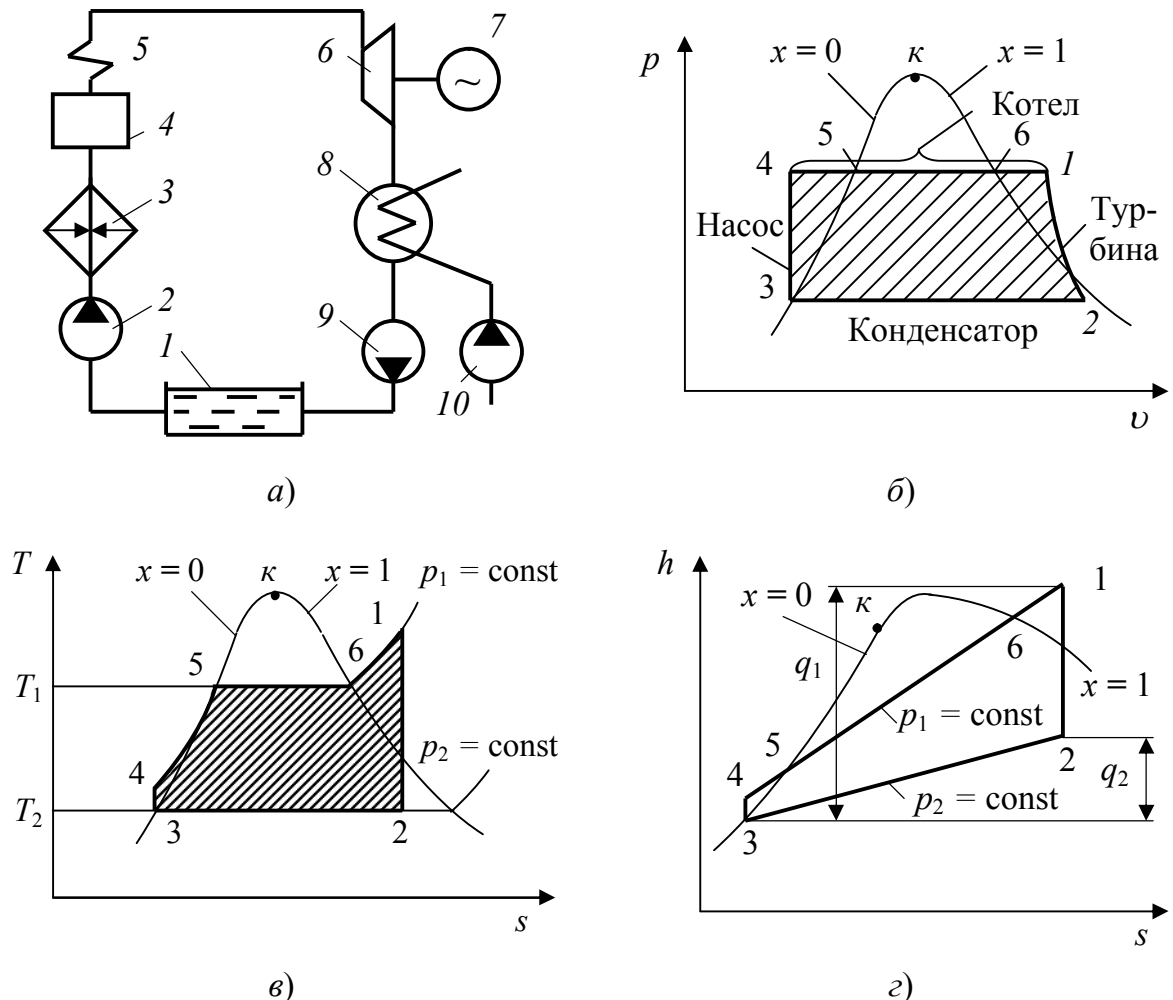 5
6
7
~
4
3
8
2
9
1
10
а)
p
x = 0
к
x = 1
Котел
5
6
4
1
Насос
Тур-
бина
3
Конденсатор
2
υ
б)
T
x = 0
к
x = 1
p₁ = const
1
6
5
T₁
p₂ = const
4
T₂
3
2
s
в)
h
x = 0
к
1
6
q₁
x = 1
p₁ = const
5
4
2
q₂
p₂ = const
3
s
г)